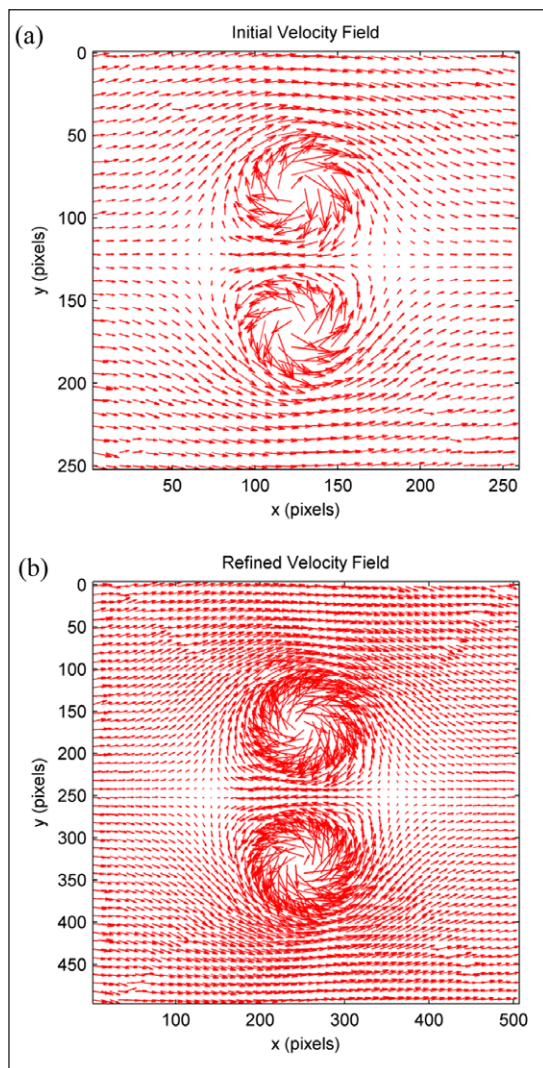 (a)
Initial Velocity Field
0
50
100
150
200
250
y (pixels)
50 100 150 200 250
x (pixels)
(b)
Refined Velocity Field
0
50
100
150
200
250
300
350
400
450
y (pixels)
100 200 300 400 500
x (pixels)